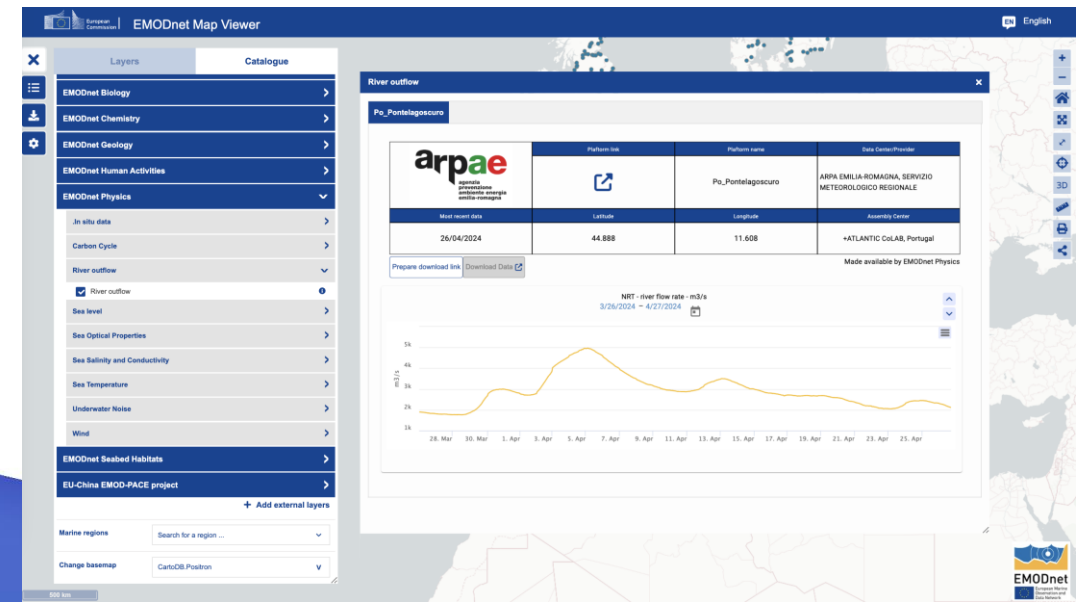 European
Commission
EMODnet Map Viewer
EN English
Layers
Catalogue
EMODnet Biology
EMODnet Chemistry
EMODnet Geology
EMODnet Human Activities
EMODnet Physics
.In situ data
Carbon Cycle
River outflow
River outflow
Sea level
Sea Optical Properties
Sea Salinity and Conductivity
Sea Temperature
Underwater Noise
Wind
EMODnet Seabed Habitats
EU-China EMOD-PACE project
+ Add external layers
Marine regions
Search for a region ...
Change basemap
CartoDB.Positron
500 km
River outflow
Po_Pontelagoscuro
arpae
agenzia
prevenzione
ambiente energia
emilia-romagna
Platform link
Platform name
Data Center/Provider
Po_Pontelagoscuro
ARPA EMILIA-ROMAGNA, SERVIZIO
METEOROLOGICO REGIONALE
Most recent data
Latitude
Longitude
Assembly Center
26/04/2024
44.888
11.608
+ATLANTIC CoLAB, Portugal
Prepare download link
Download Data
Made available by EMODnet Physics
NRT - river flow rate - m3/s
3/26/2024 – 4/27/2024
m3/s
5k
4k
3k
2k
1k
28. Mar 30. Mar 1. Apr 3. Apr 5. Apr 7. Apr 9. Apr 11. Apr 13. Apr 15. Apr 17. Apr 19. Apr 21. Apr 23. Apr 25. Apr
3D
EMODnet
European Marine
Observation and
Data Network